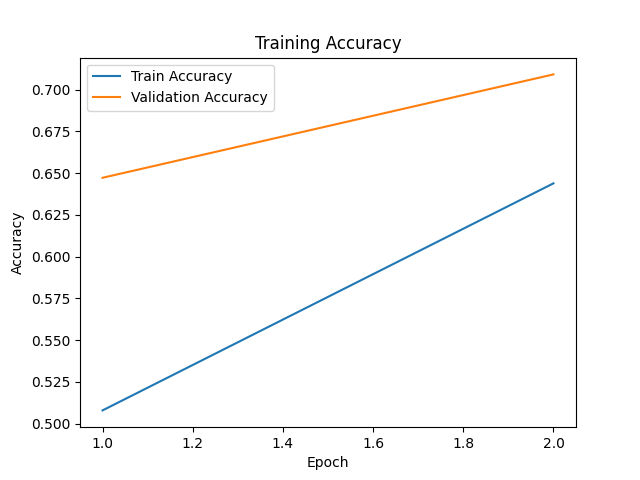 Training Accuracy
Train Accuracy
Validation Accuracy
0.700
0.675
0.650
0.625
0.600
0.575
0.550
0.525
0.500
Accuracy
1.0 1.2 1.4 1.6 1.8 2.0
Epoch